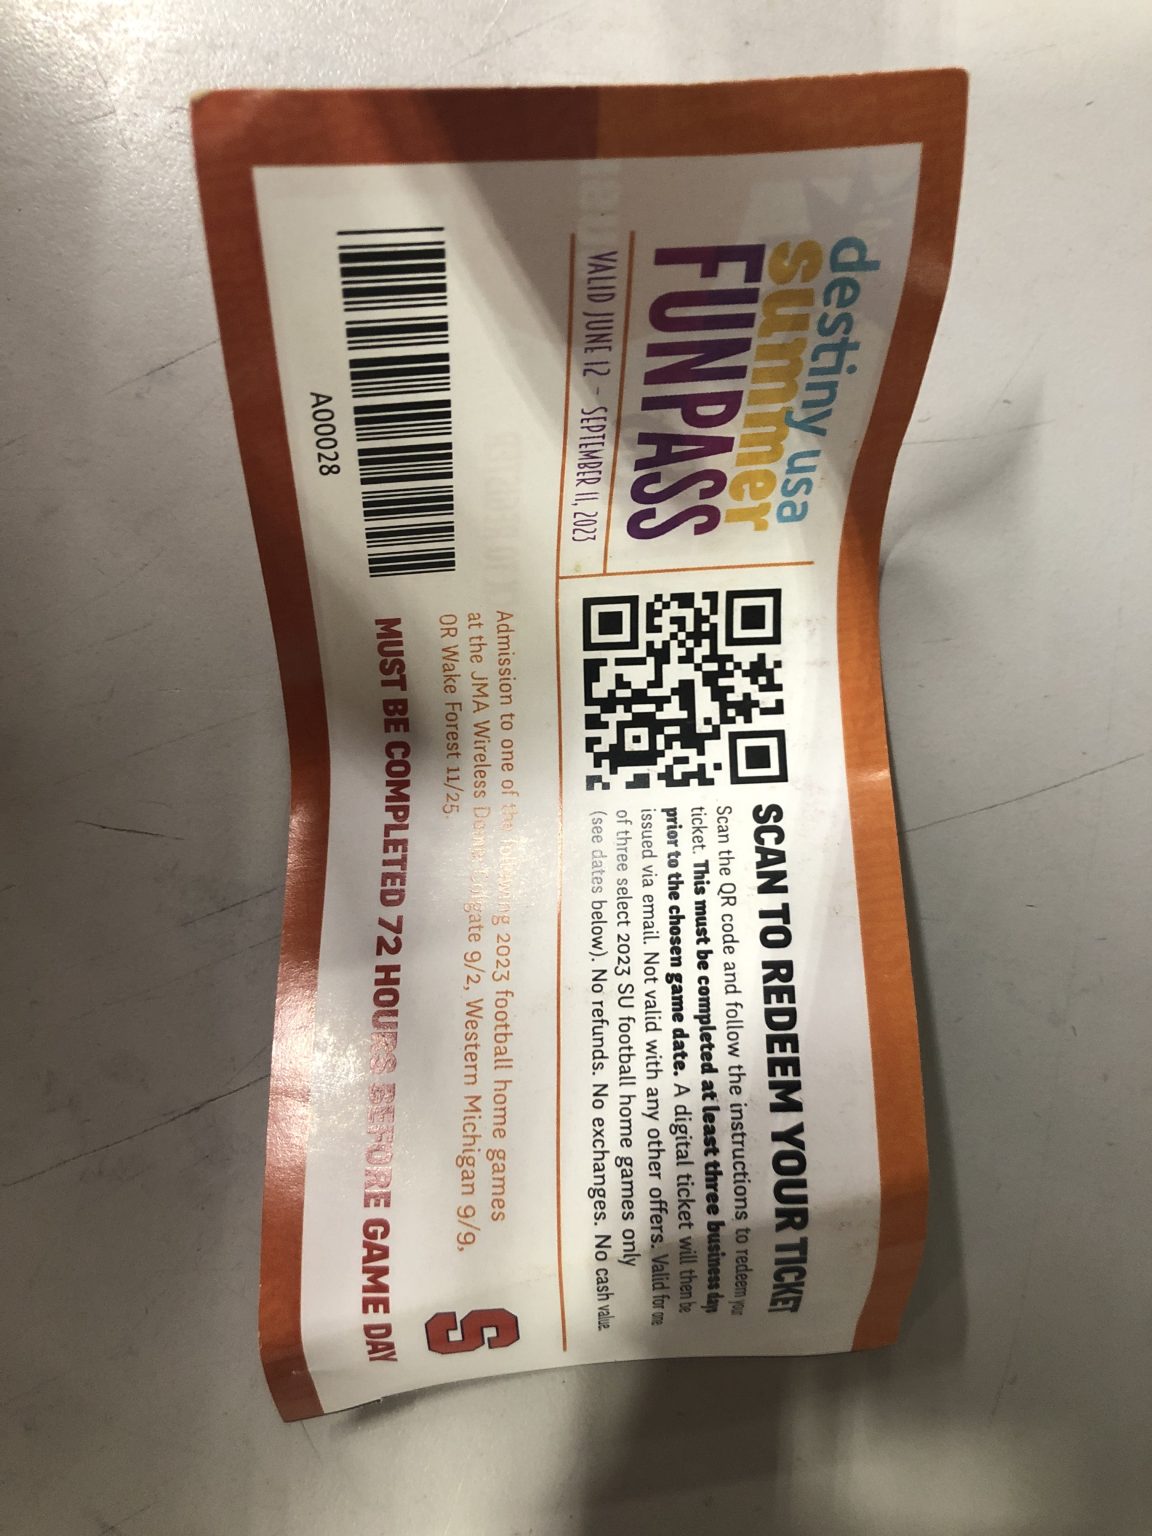 destiny usa
summer
FUNPASS
VALID JUNE 12 - SEPTEMBER 11, 2023
SCAN TO REDEEM YOUR TICKET
Scan the QR code and follow the instructions to redeem your
ticket. This must be completed at least three business days
prior to the chosen game date. A digital ticket will then be
issued via email. Not valid with any other offers. Valid for one
of three select 2023 SU football home games only
(see dates below). No refunds. No exchanges. No cash value.
Admission to one of the following 2023 football home games
at the JMA Wireless Dome: Colgate 9/2, Western Michigan 9/9,
OR Wake Forest 11/25.
MUST BE COMPLETED 72 HOURS BEFORE GAME DAY
A00028
S